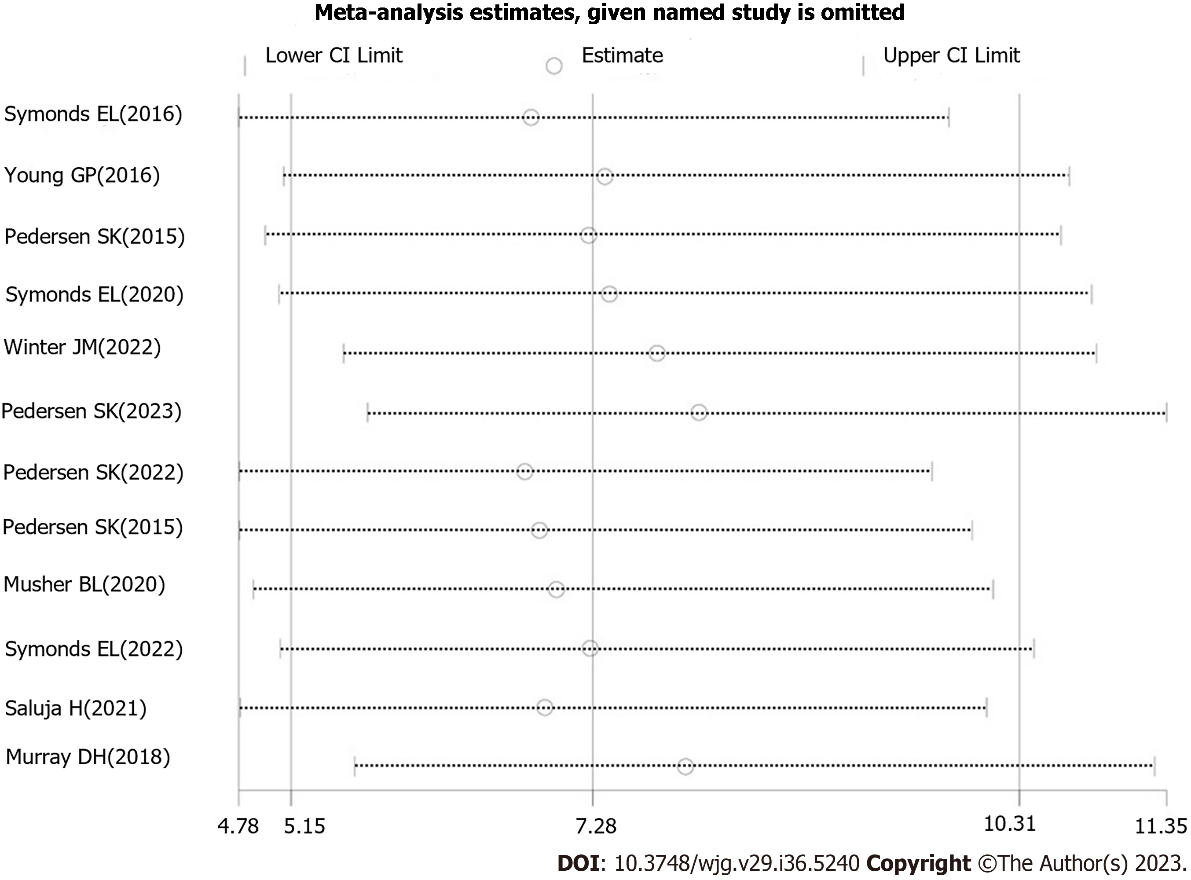 Meta-analysis estimates, given named study is omitted
Lower CI Limit Estimate Upper CI Limit
Symonds EL(2016)
Young GP(2016)
Pedersen SK(2015)
Symonds EL(2020)
Winter JM(2022)
Pedersen SK(2023)
Pedersen SK(2022)
Pedersen SK(2015)
Musher BL(2020)
Symonds EL(2022)
Saluja H(2021)
Murray DH(2018)
4.78 5.15 7.28 10.31 11.35
DOI: 10.3748/wjg.v29.i36.5240 Copyright ©The Author(s) 2023.